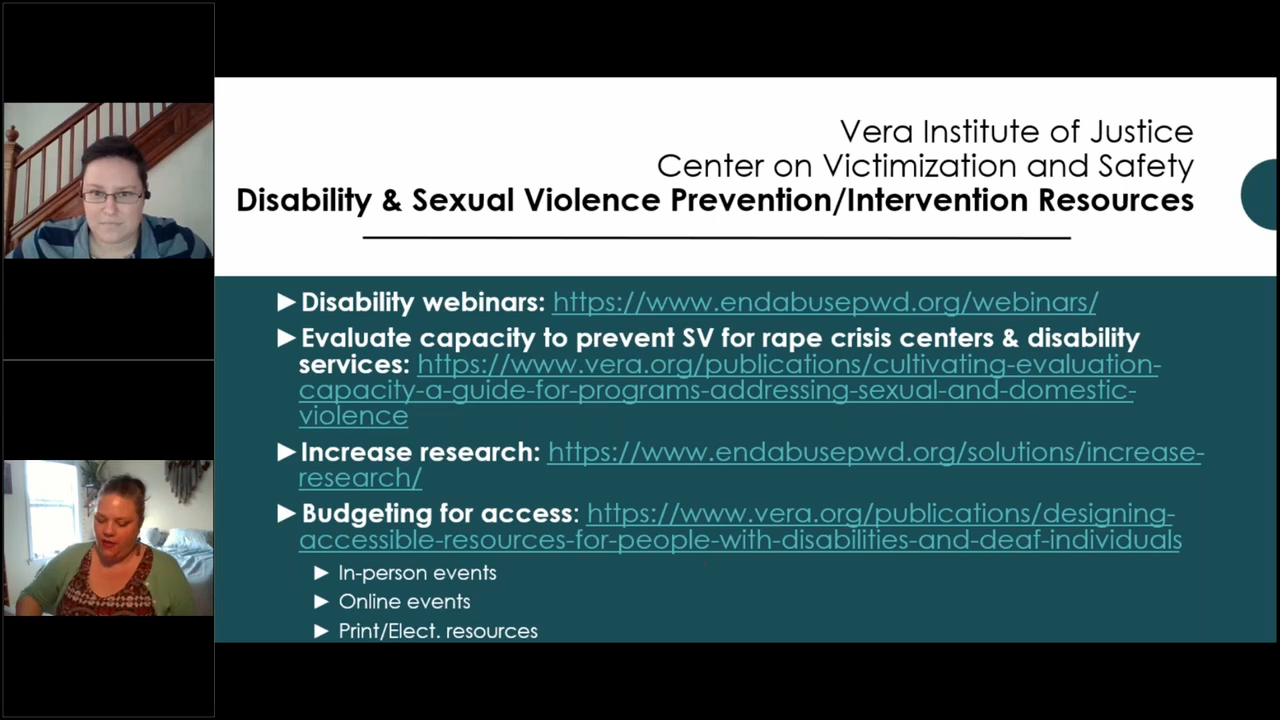 Vera Institute of Justice
Center on Victimization and Safety
Disability & Sexual Violence Prevention/Intervention Resources
►Disability webinars: https://www.endabusepwd.org/webinars/
►Evaluate capacity to prevent SV for rape crisis centers & disability
services: https://www.vera.org/publications/cultivating-evaluation-
capacity-a-guide-for-programs-addressing-sexual-and-domestic-
violence
►Increase research: https://www.endabusepwd.org/solutions/increase-
research/
►Budgeting for access: https://www.vera.org/publications/designing-
accessible-resources-for-people-with-disabilities-and-deaf-individuals
► In-person events
► Online events
► Print/Elect. resources